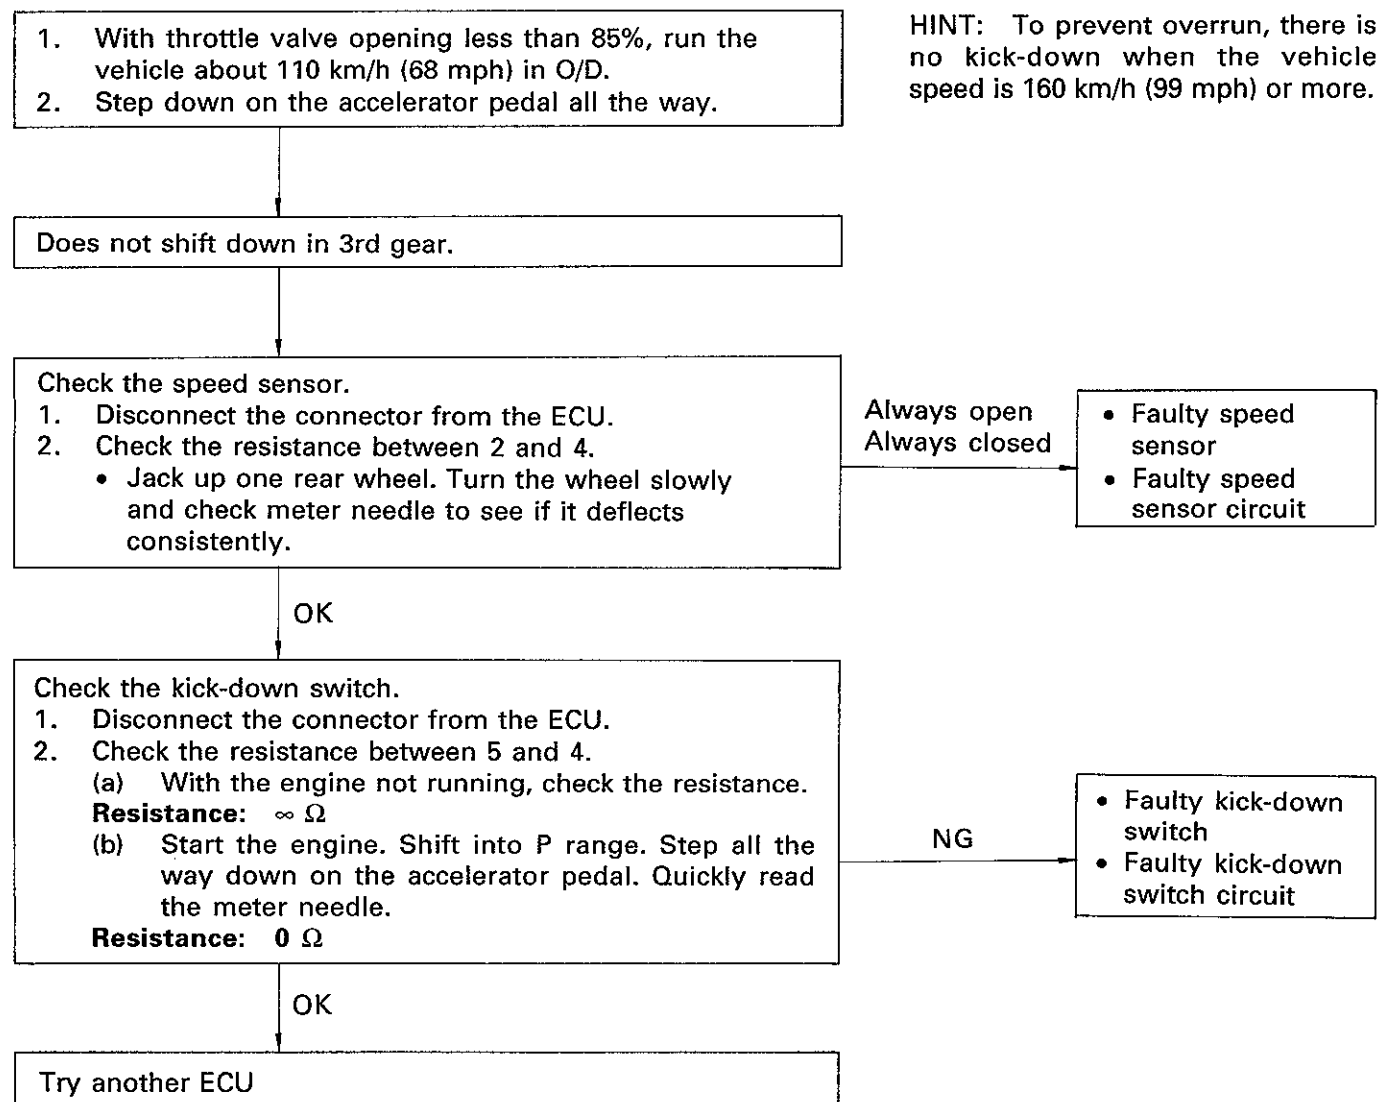 1. With throttle valve opening less than 85%, run the
vehicle about 110 km/h (68 mph) in O/D.
2. Step down on the accelerator pedal all the way.
HINT: To prevent overrun, there is
no kick-down when the vehicle
speed is 160 km/h (99 mph) or more.
Does not shift down in 3rd gear.
Check the speed sensor.
1. Disconnect the connector from the ECU.
2. Check the resistance between 2 and 4.
• Jack up one rear wheel. Turn the wheel slowly
and check meter needle to see if it deflects
consistently.
Always open
Always closed
• Faulty speed
sensor
• Faulty speed
sensor circuit
OK
Check the kick-down switch.
1. Disconnect the connector from the ECU.
2. Check the resistance between 5 and 4.
(a) With the engine not running, check the resistance.
Resistance: ∞ Ω
(b) Start the engine. Shift into P range. Step all the
way down on the accelerator pedal. Quickly read
the meter needle.
Resistance: 0 Ω
NG
• Faulty kick-down
switch
• Faulty kick-down
switch circuit
OK
Try another ECU